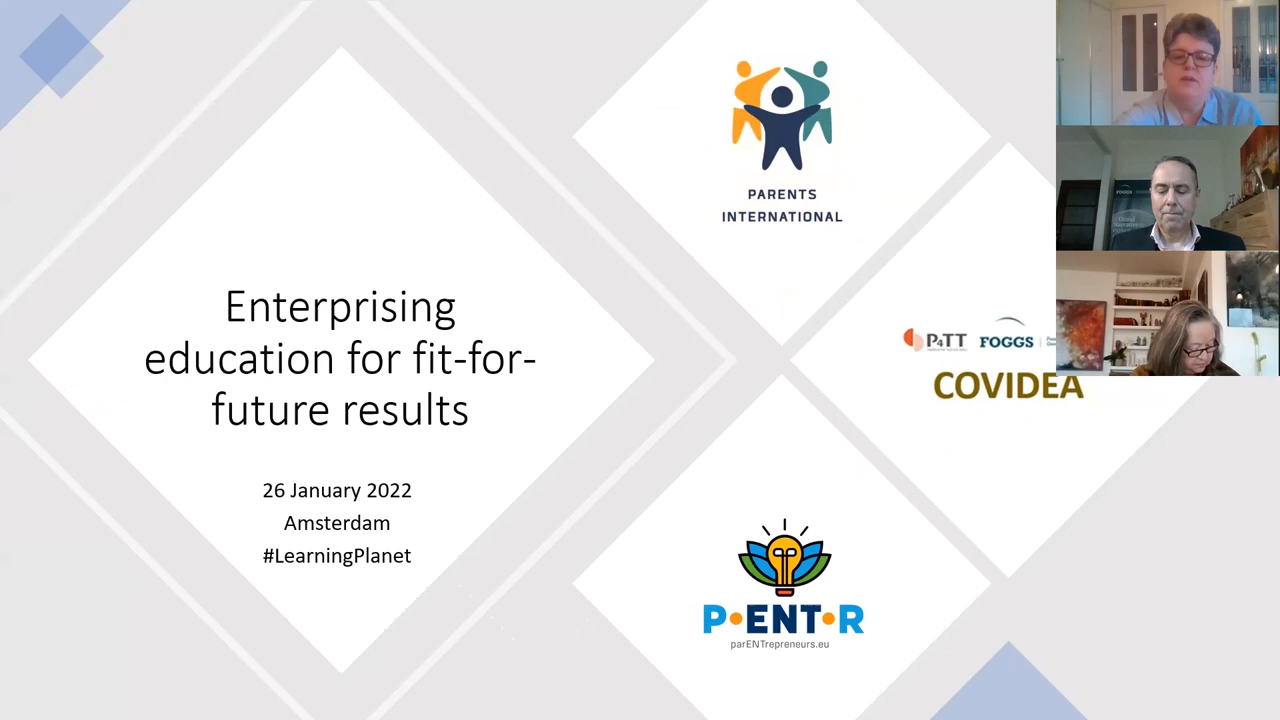 Enterprising
education for fit-for-
future results
26 January 2022
Amsterdam
#LearningPlanet
PARENTS
INTERNATIONAL
P4TT
FOGGS
COVIDEA
P•ENT•R
parENTrepreneurs.eu
FOGGS